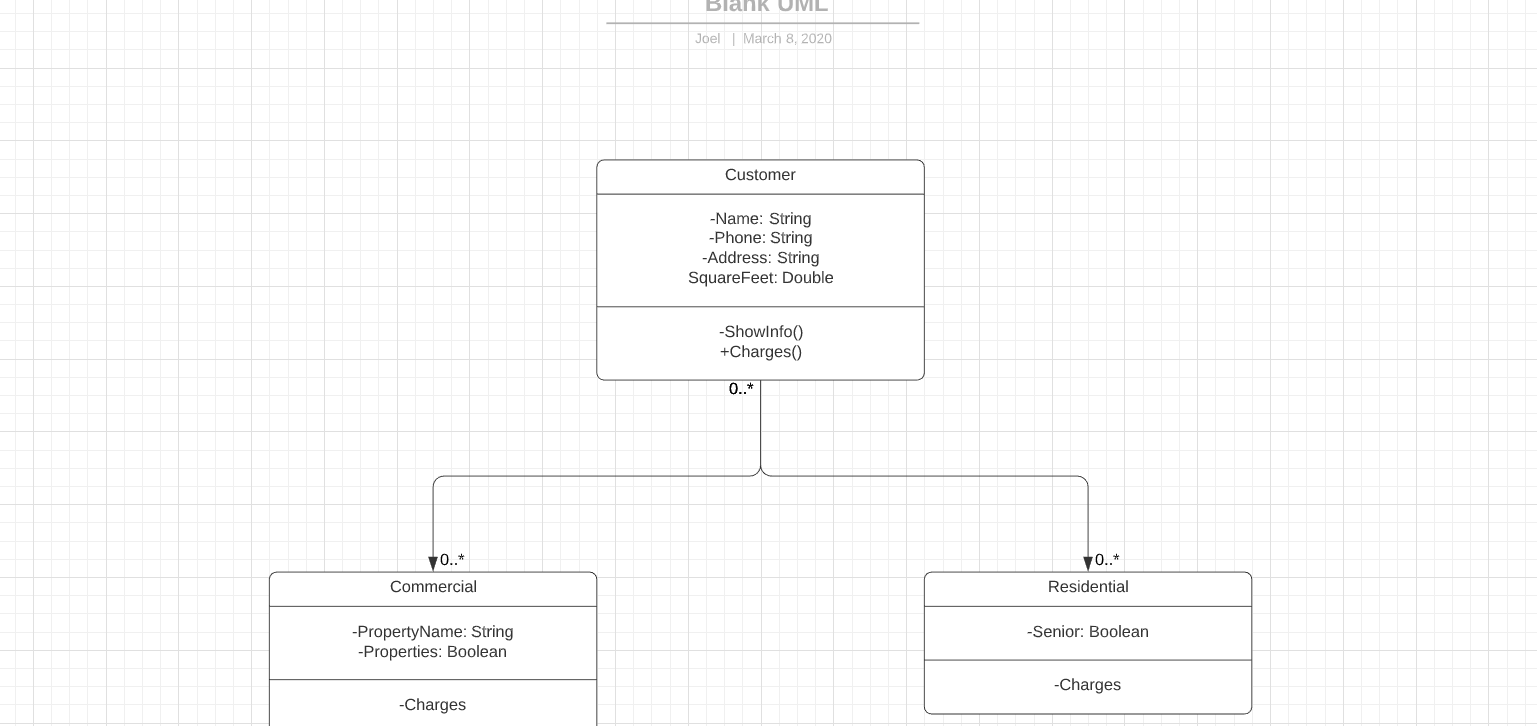 Blank UML
Joel | March 8, 2020
Customer
-Name: String
-Phone: String
-Address: String
SquareFeet: Double
-ShowInfo()
+Charges()
0..*
0..*
0..*
Commercial
-PropertyName: String
-Properties: Boolean
-Charges
Residential
-Senior: Boolean
-Charges